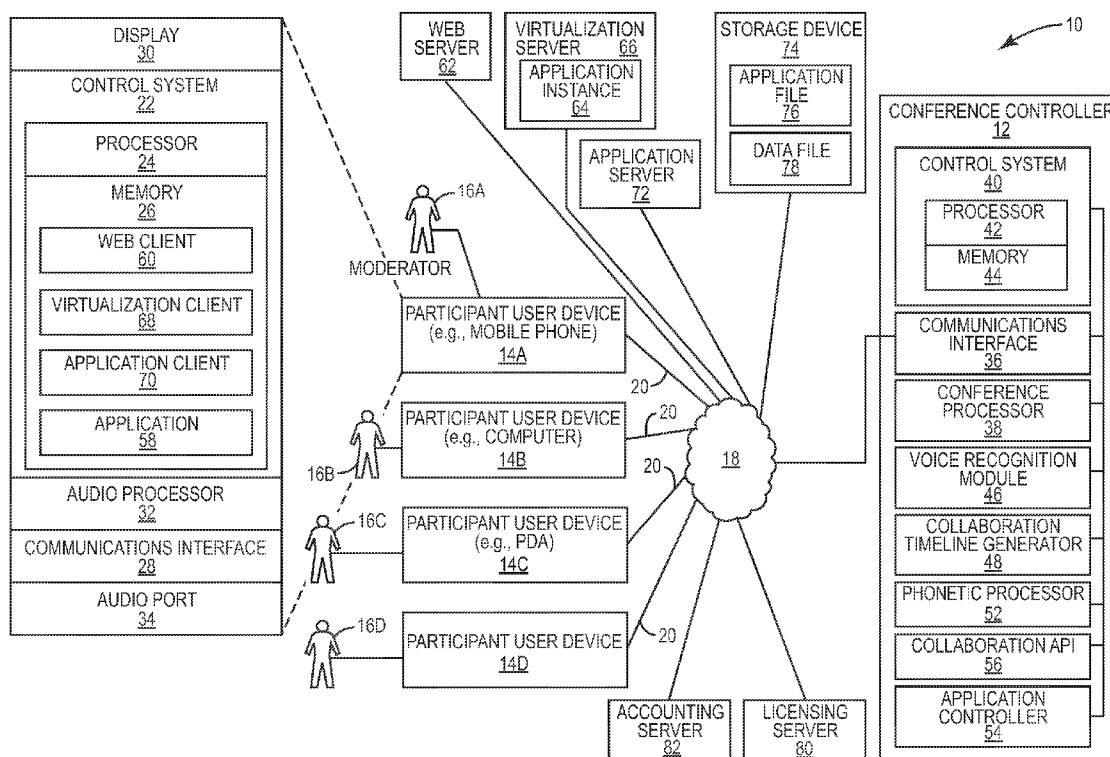 DISPLAY
30
CONTROL SYSTEM
22
PROCESSOR
24
MEMORY
26
WEB CLIENT
60
VIRTUALIZATION CLIENT
68
APPLICATION CLIENT
70
APPLICATION
58
AUDIO PROCESSOR
32
COMMUNICATIONS INTERFACE
28
AUDIO PORT
34
16A
MODERATOR
16B
16C
16D
PARTICIPANT USER DEVICE
(e.g., MOBILE PHONE)
14A
PARTICIPANT USER DEVICE
(e.g., COMPUTER)
14B
PARTICIPANT USER DEVICE
(e.g., PDA)
14C
PARTICIPANT USER DEVICE
14D
20
20
20
20
WEB
SERVER
62
VIRTUALIZATION
SERVER 66
APPLICATION
INSTANCE
64
APPLICATION
SERVER
72
STORAGE DEVICE
74
APPLICATION
FILE
76
DATA FILE
78
18
ACCOUNTING
SERVER
82
LICENSING
SERVER
80
10
CONFERENCE CONTROLLER
12
CONTROL SYSTEM
40
PROCESSOR
42
MEMORY
44
COMMUNICATIONS
INTERFACE
36
CONFERENCE
PROCESSOR
38
VOICE RECOGNITION
MODULE
46
COLLABORATION
TIMELINE GENERATOR
48
PHONETIC PROCESSOR
52
COLLABORATION API
56
APPLICATION
CONTROLLER
54